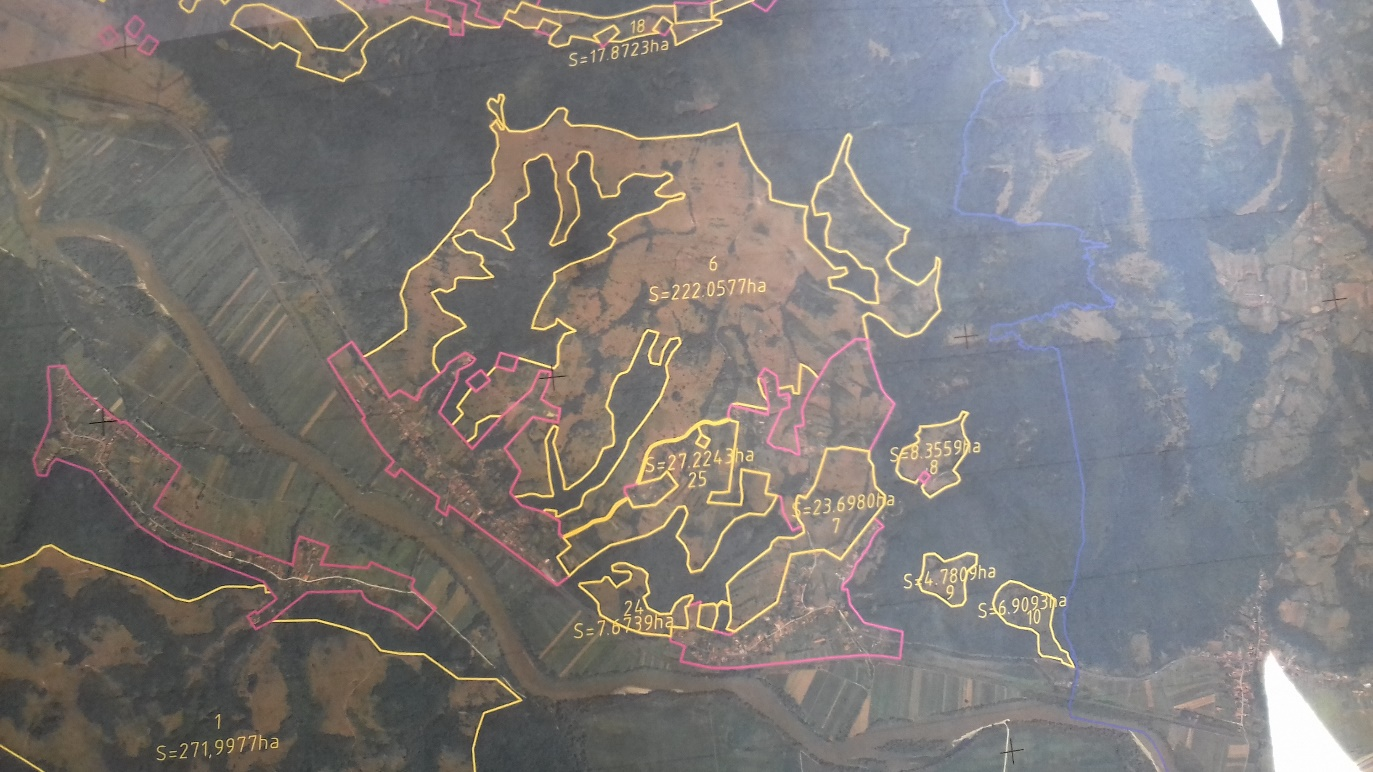 18
S=17.8723ha
6
S=222.0577ha
S=27.2243ha
25
S=8.3559ha
8
S=23.6980ha
7
S=4.7809ha
9
S=6.9093ha
10
24
S=7.6739ha
1
S=271,9977ha